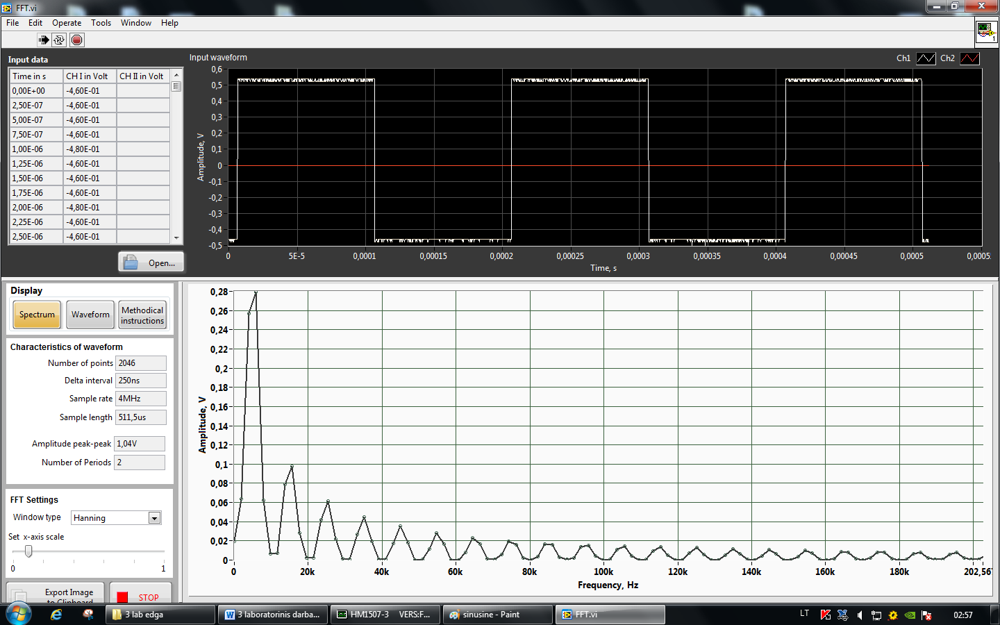 FFT.vi
File Edit Operate Tools Window Help
1
Input data
Time in s CH I in Volt CH II in Volt
0,00E+00 -4,60E-01
2,50E-07 -4,60E-01
5,00E-07 -4,60E-01
7,50E-07 -4,60E-01
1,00E-06 -4,80E-01
1,25E-06 -4,60E-01
1,50E-06 -4,60E-01
1,75E-06 -4,60E-01
2,00E-06 -4,80E-01
2,25E-06 -4,60E-01
2,50E-06 -4,60E-01
Open...
Input waveform
Ch1 Ch2
0,6
0,5
0,4
0,3
0,2
0,1
0
-0,1
-0,2
-0,3
-0,4
-0,5
Amplitude, V
0 5E-5 0,0001 0,00015 0,0002 0,00025 0,0003 0,00035 0,0004 0,00045 0,0005 0,00055
Time, s
Display
Spectrum Waveform Methodical
instructions
Characteristics of waveform
Number of points 2046
Delta interval 250ns
Sample rate 4MHz
Sample length 511,5us
Amplitude peak-peak 1,04V
Number of Periods 2
FFT Settings
Window type Hanning
Set x-axis scale
0 1
Export Image
to Clipboard
STOP
0,28
0,26
0,24
0,22
0,2
0,18
0,16
0,14
0,12
0,1
0,08
0,06
0,04
0,02
0
Amplitude, V
0 20k 40k 60k 80k 100k 120k 140k 160k 180k 202,567
Frequency, Hz
3 lab edga
3 laboratorinis darba...
HM1507-3 VERS:F...
sinusine - Paint
FFT.vi
LT
02:57